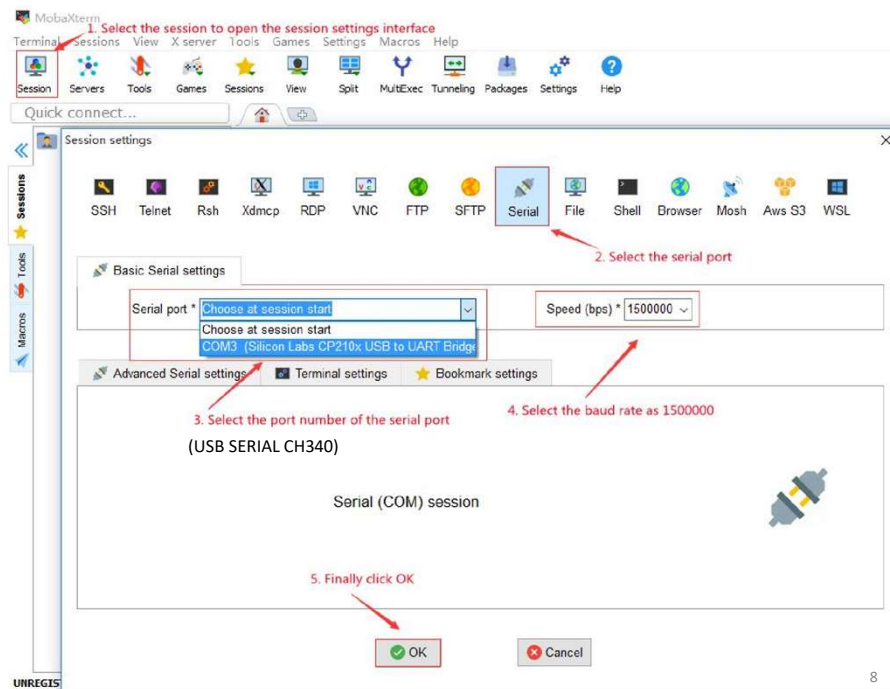 MobaXterm
1. Select the session to open the session settings interface
Terminal Sessions View X server Tools Games Settings Macros Help
Session Servers Tools Games Sessions View Split MultiExec Tunneling Packages Settings Help
Quick connect...
Session settings
Sessions
Tools
Macros
SSH Telnet Rsh Xdmcp RDP VNC FTP SFTP Serial File Shell Browser Mosh Aws S3 WSL
2. Select the serial port
Basic Serial settings
Serial port * Choose at session start Speed (bps) * 1500000
Choose at session start
COM3 (Silicon Labs CP210x USB to UART Bridge
Advanced Serial settings Terminal settings Bookmark settings
3. Select the port number of the serial port
4. Select the baud rate as 1500000
(USB SERIAL CH340)
Serial (COM) session
5. Finally click OK
OK Cancel
UNREGIS
8